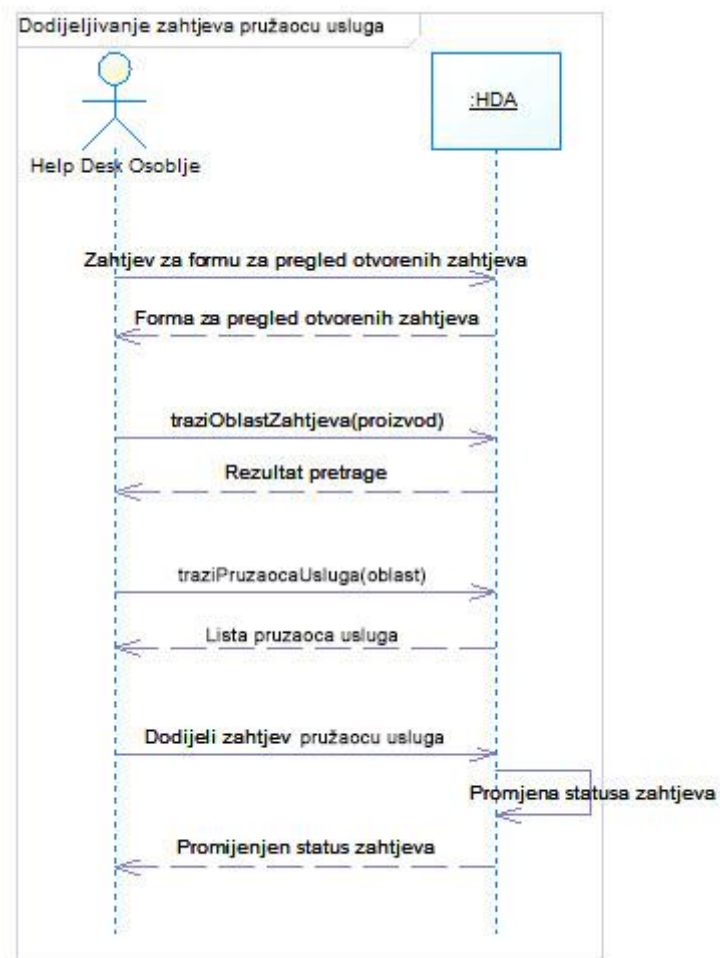 Dodijeljivanje zahtjeva pružaocu usluga
:HDA
Help Desk Osoblje
Zahtjev za formu za pregled otvorenih zahtjeva
Forma za pregled otvorenih zahtjeva
traziOblastZahtjeva(proizvod)
Rezultat pretrage
traziPruzaocaUsluga(oblast)
Lista pruzaoca usluga
Dodijeli zahtjev pružaocu usluga
Promjena statusa zahtjeva
Promijenjen status zahtjeva